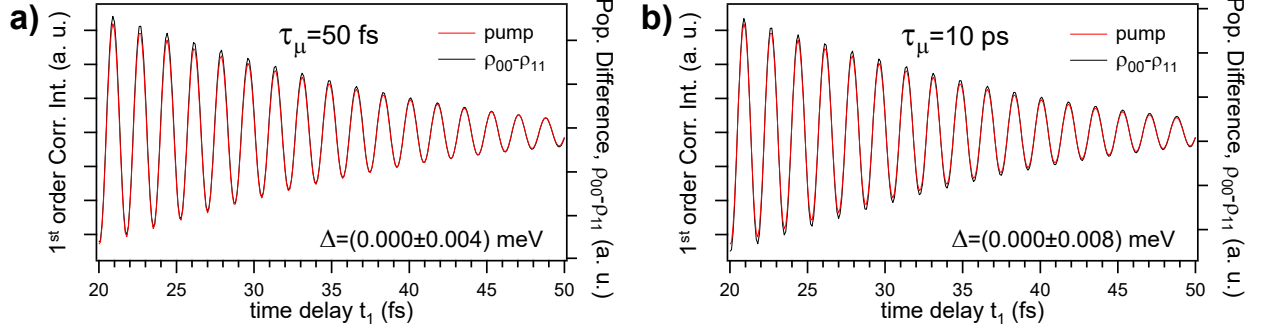 a)
1st order Corr. Int. (a. u.)
τμ=50 fs
pump
ρ00-ρ11
Δ=(0.000±0.004) meV
Pop. Difference, ρ00-ρ11 (a. u.)
20 25 30 35 40 45 50
time delay t1 (fs)
b)
1st order Corr. Int. (a. u.)
τμ=10 ps
pump
ρ00-ρ11
Δ=(0.000±0.008) meV
Pop. Difference, ρ00-ρ11 (a. u.)
20 25 30 35 40 45 50
time delay t1 (fs)